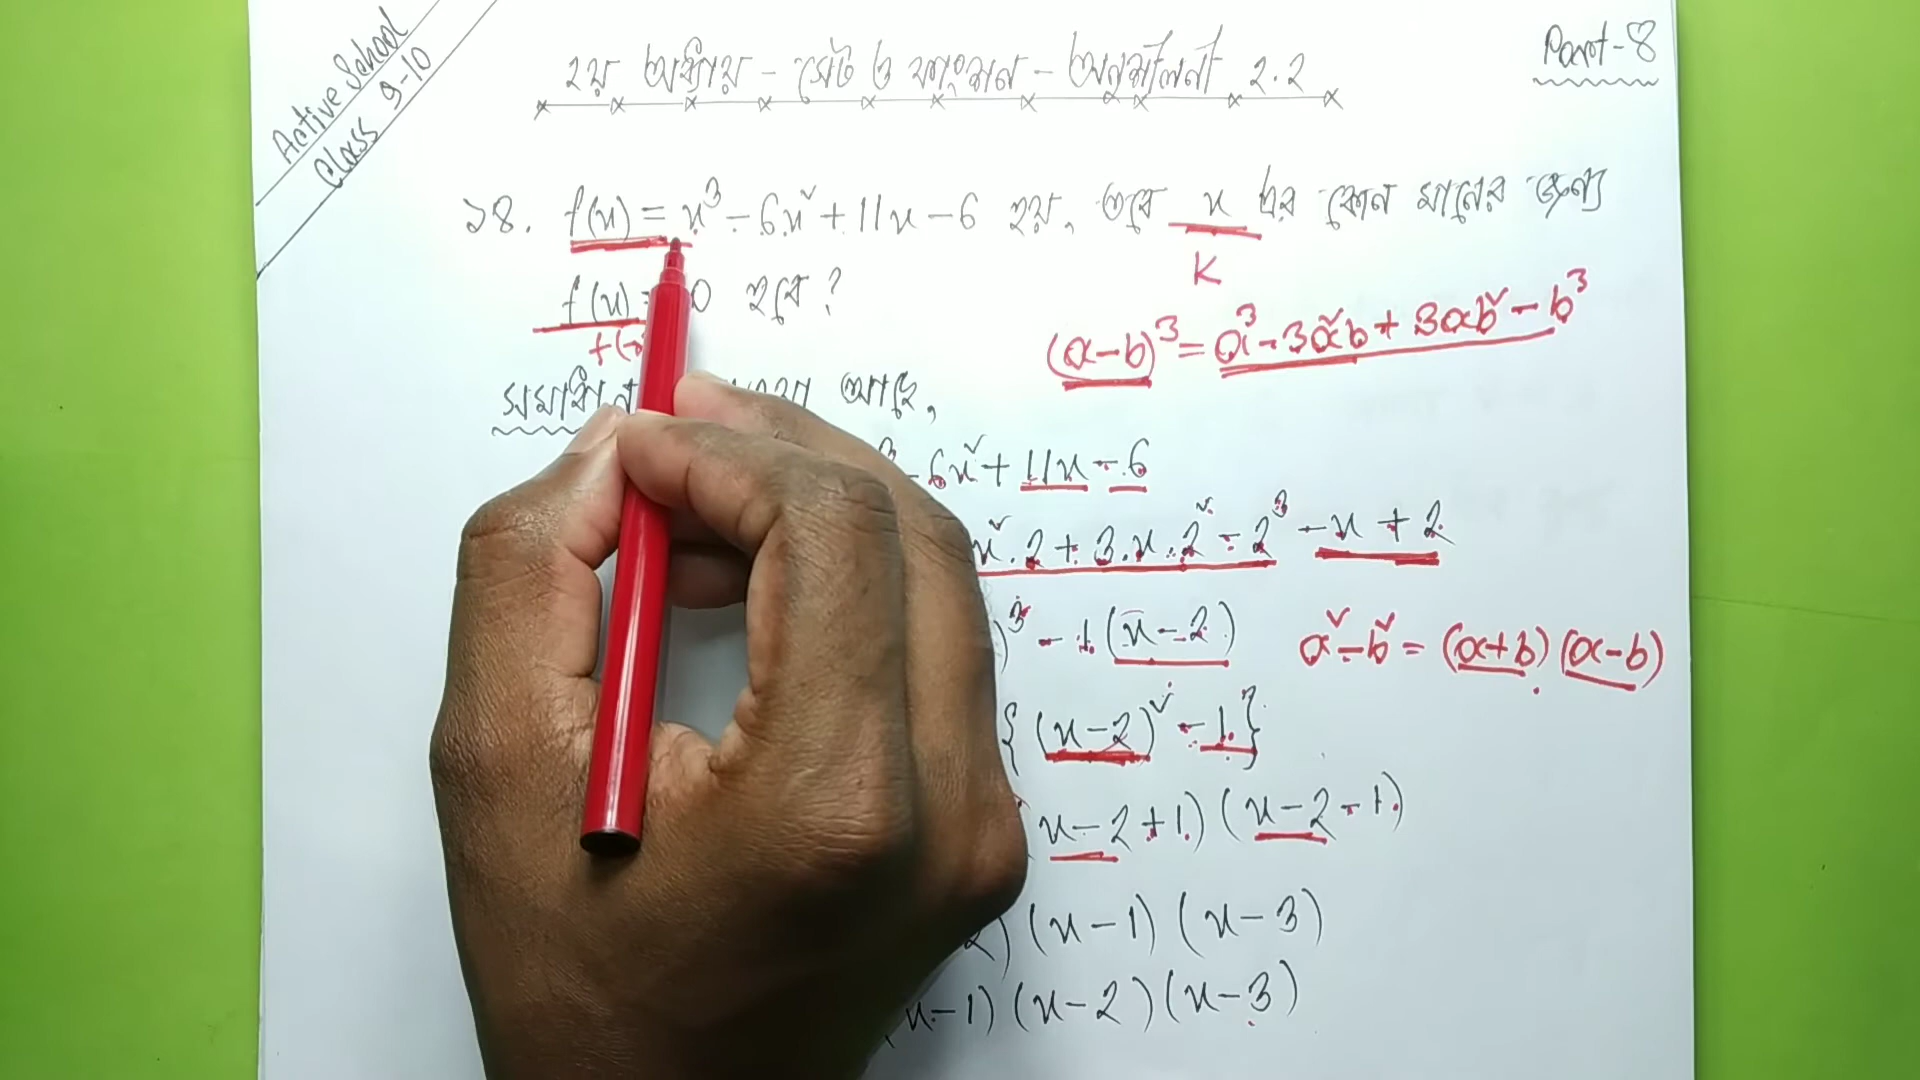 Active School
Class 9-10
২য় অধ্যায় - সেট ও ফাংশন - অনুশীলনী ২.২
Part-8
১৪. f(x) = x³ - 6x² + 11x - 6 হয়, তবে x এর কোন মানের জন্য
K
f(x) = 0 হবে?
(a-b)³ = a³ - 3a²b + 3ab² - b³
সমাধান আছে,
- 6x² + 11x - 6
x².2 + 3.x.2² - 2³ - x + 2
)³ - 1(x-2)
a² - b² = (a+b)(a-b)
{(x-2)² - 1}
x-2+1)(x-2-1)
2)(x-1)(x-3)
x-1)(x-2)(x-3)